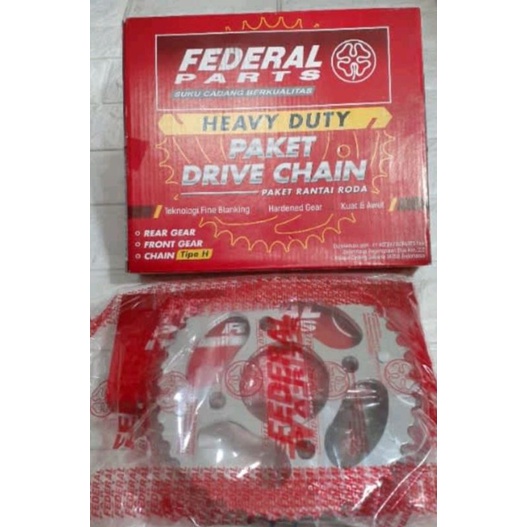 FEDERAL
PARTS
SUKU CADANG BERKUALITAS
HEAVY DUTY
PAKET
DRIVE CHAIN
PAKET RANTAI RODA
Teknologi Fine Blanking Hardened Gear Kuat & Awet
REAR GEAR
FRONT GEAR
CHAIN Tipe H
FEDERAL
PARTS